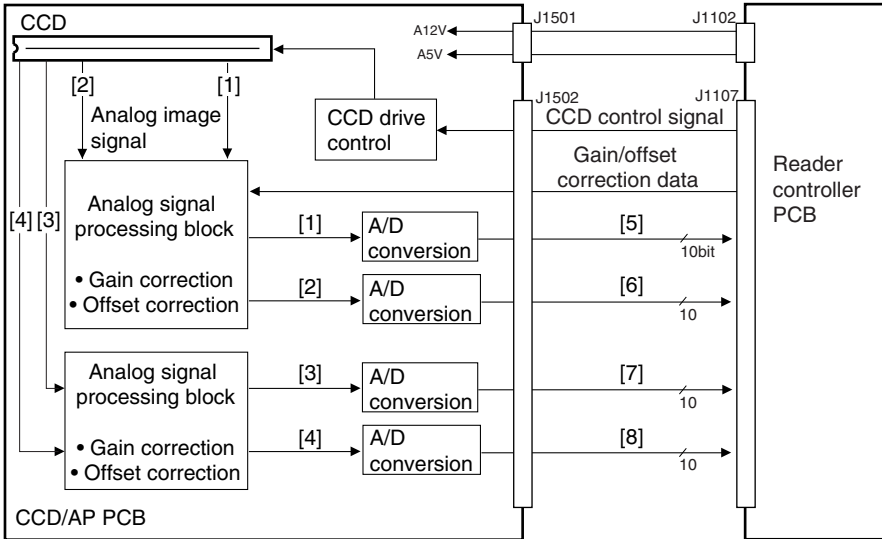 CCD
A12V
J1501
J1102
A5V
[2]
[1]
Analog image
signal
CCD drive
control
J1502
J1107
CCD control signal
Gain/offset
correction data
Reader
controller
PCB
[4]
[3]
Analog signal
processing block
• Gain correction
• Offset correction
[1]
A/D
conversion
[5]
10bit
[2]
A/D
conversion
[6]
10
Analog signal
processing block
• Gain correction
• Offset correction
[3]
A/D
conversion
[7]
10
[4]
A/D
conversion
[8]
10
CCD/AP PCB